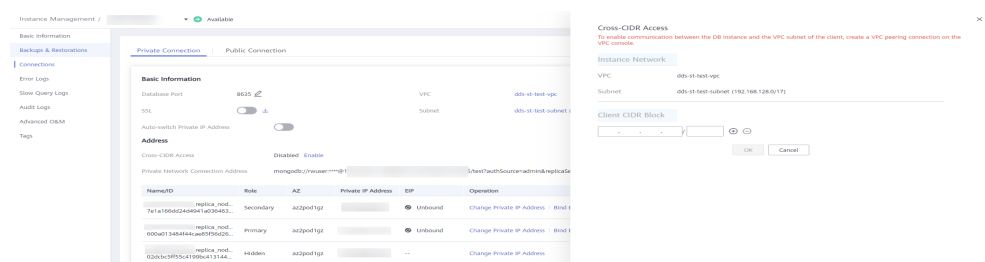 Instance Management /
Available
Basic Information
Backups & Restorations
Connections
Error Logs
Slow Query Logs
Audit Logs
Advanced O&M
Tags
Private Connection
Public Connection
Basic Information
Database Port 8635
VPC dds-st-test-vpc
SSL
Subnet dds-st-test-subnet
Auto-switch Private IP Address
Address
Cross-CIDR Access Disabled Enable
Private Network Connection Address mongodb://rwuser:****@1 5/test?authSource=admin&replicaSe
Name/ID Role AZ Private IP Address EIP Operation
replica_nod...
7e1a166dd24d4941a036463... Secondary az2pod1gz Unbound Change Private IP Address Bind E
replica_nod...
600a013484f44cae85f56d26... Primary az2pod1gz Unbound Change Private IP Address Bind E
replica_nod...
02dcbc5ff55c4199bc413144... Hidden az2pod1gz -- Change Private IP Address
Cross-CIDR Access
To enable communication between the DB instance and the VPC subnet of the client, create a VPC peering connection on the
VPC console.
Instance Network
VPC dds-st-test-vpc
Subnet dds-st-test-subnet (192.168.128.0/17)
Client CIDR Block
. . . /
OK Cancel